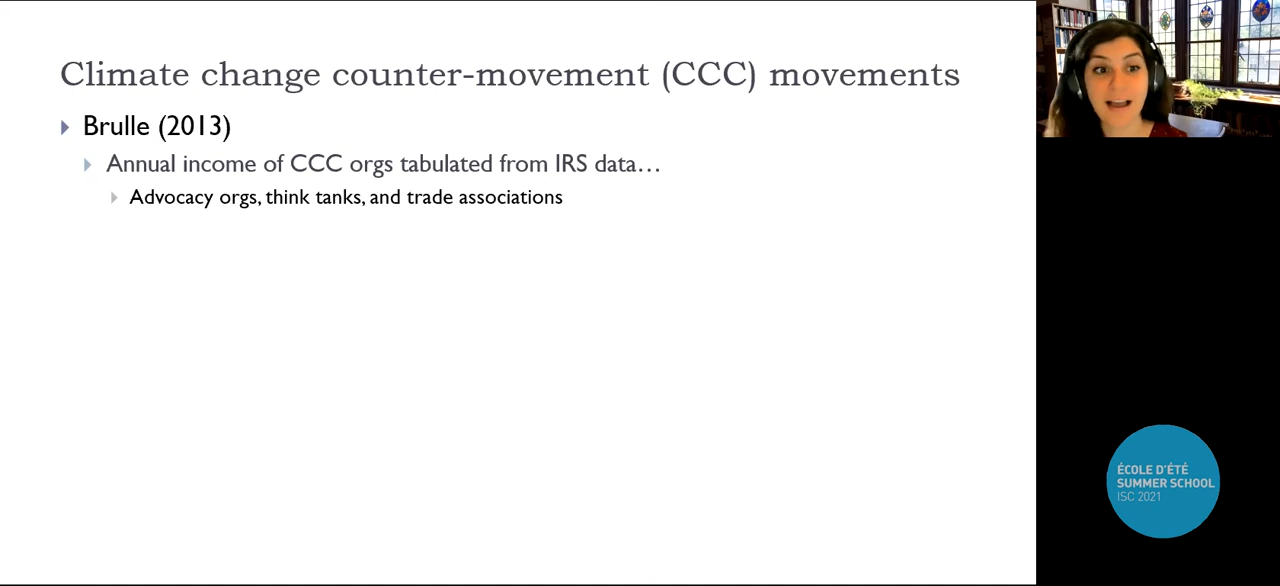 Climate change counter-movement (CCC) movements
Brulle (2013)
Annual income of CCC orgs tabulated from IRS data…
Advocacy orgs, think tanks, and trade associations
ÉCOLE D'ÉTÉ
SUMMER SCHOOL
ISC 2021